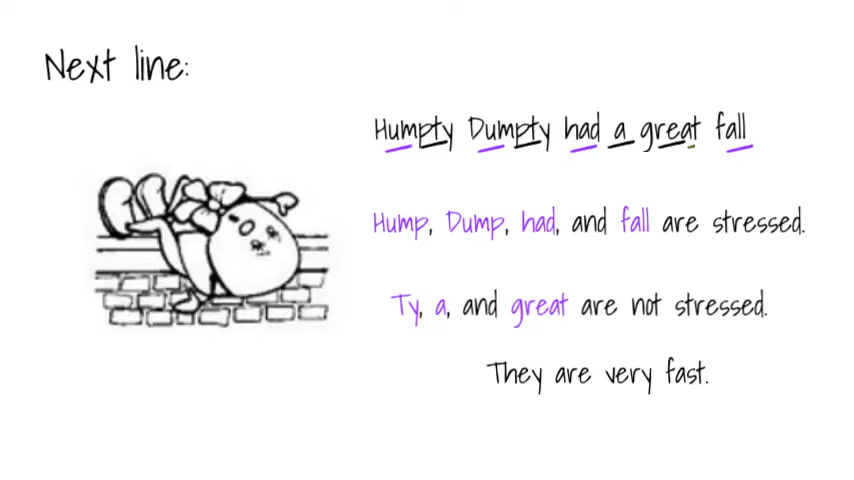 Next line:
Humpty Dumpty had a great fall
Hump, Dump, had, and fall are stressed.
Ty, a, and great are not stressed.
They are very fast.